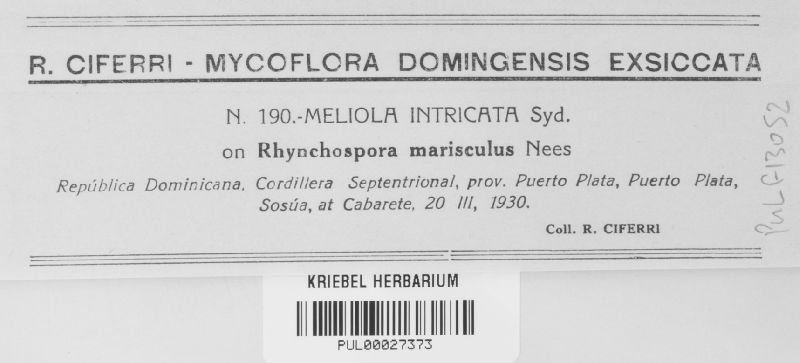 R. CIFERRI - MYCOFLORA DOMINGENSIS EXSICCATA
N. 190.-MELIOLA INTRICATA Syd.
on Rhynchospora marisculus Nees
República Dominicana, Cordillera Septentrional, prov. Puerto Plata, Puerto Plata,
Sosúa, at Cabarete, 20 III, 1930.
Coll. R. CIFERRI
PUL F13052
KRIEBEL HERBARIUM
PUL00027373